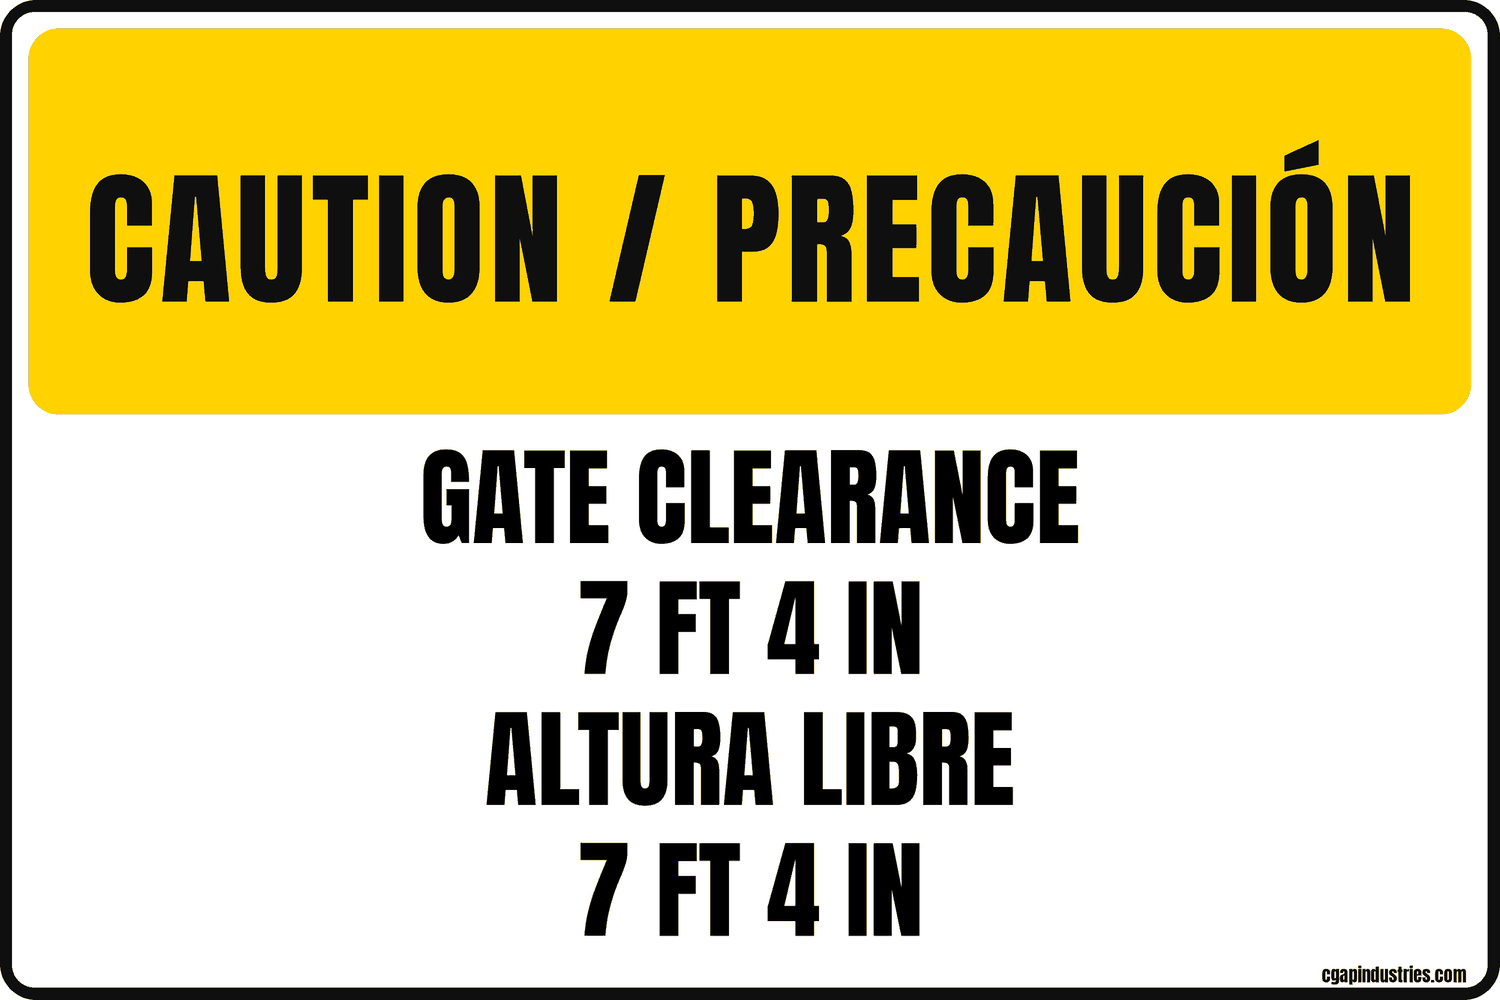 CAUTION / PRECAUCIÓN
GATE CLEARANCE
7 FT 4 IN
ALTURA LIBRE
7 FT 4 IN
cgapindustries.com